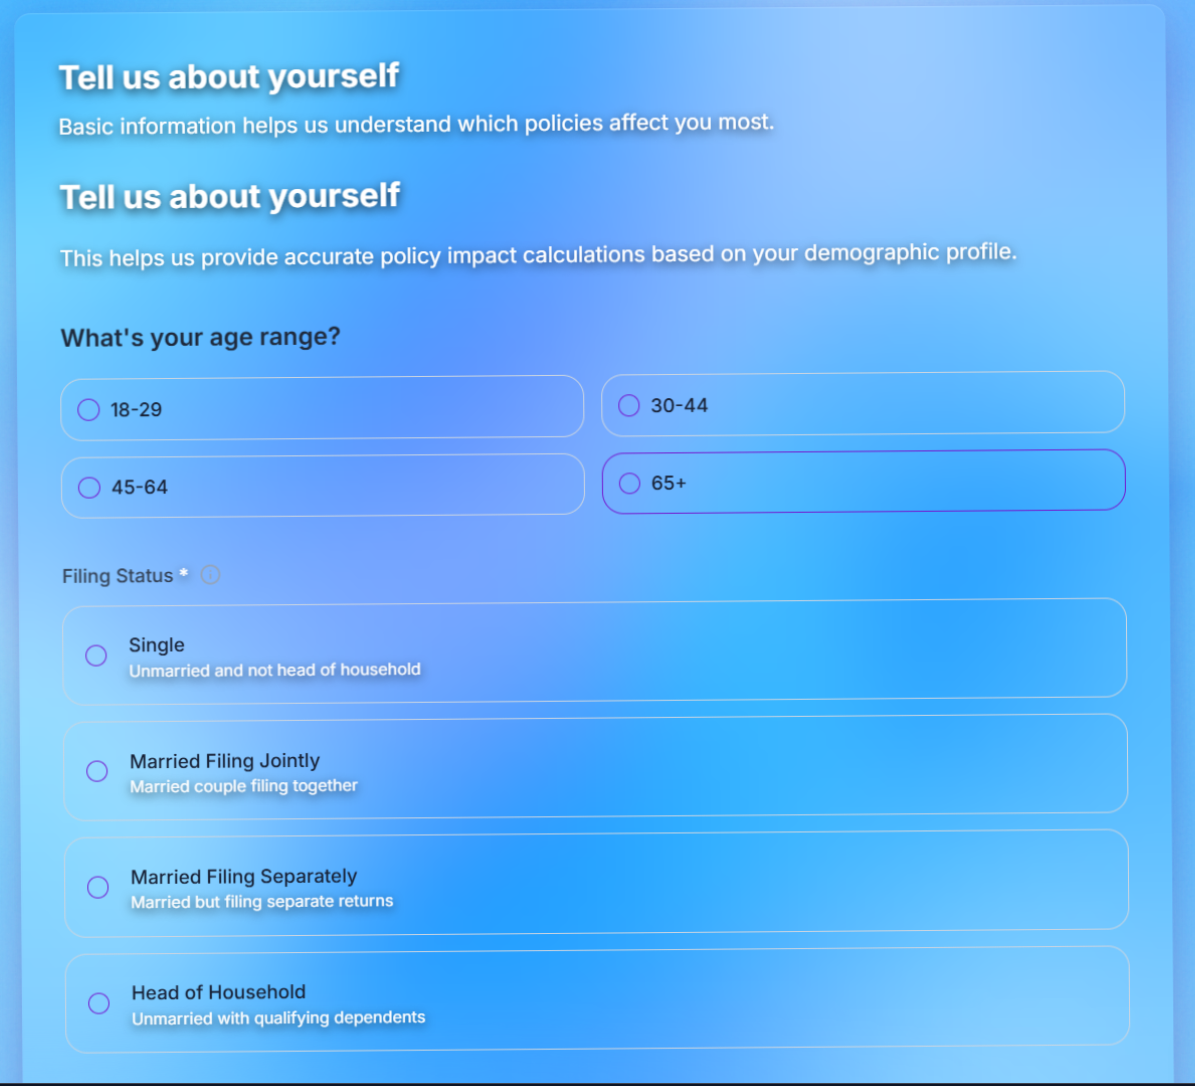 Tell us about yourself
Basic information helps us understand which policies affect you most.
Tell us about yourself
This helps us provide accurate policy impact calculations based on your demographic profile.
What's your age range?
18-29
30-44
45-64
65+
Filing Status *
Single
Unmarried and not head of household
Married Filing Jointly
Married couple filing together
Married Filing Separately
Married but filing separate returns
Head of Household
Unmarried with qualifying dependents